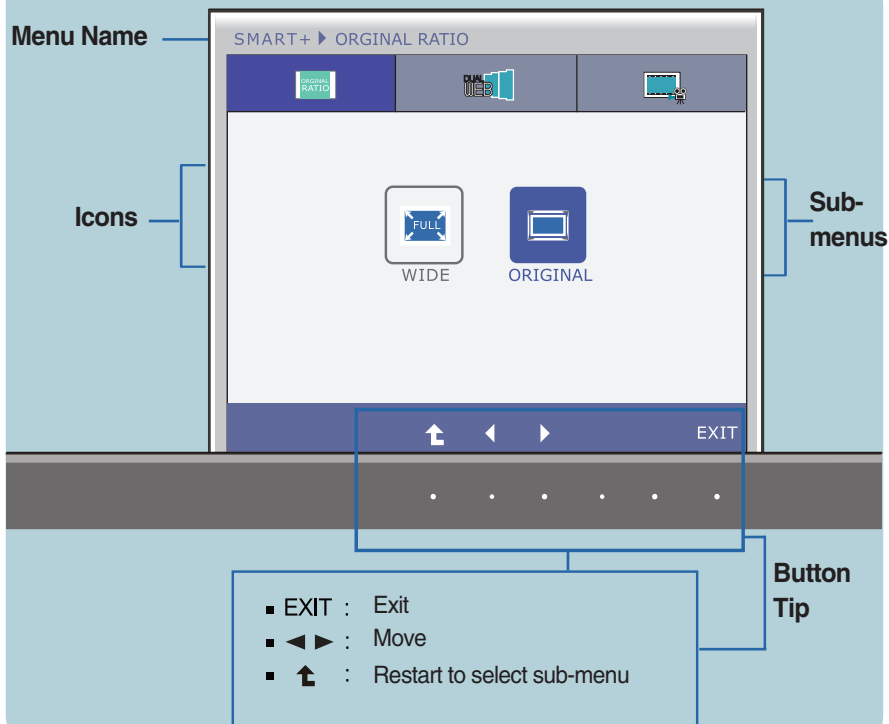 Menu Name
SMART+ ▶ ORGINAL RATIO
ORGINAL
RATIO
DUAL
WEB
Icons
Sub-
menus
FULL
WIDE
ORIGINAL
EXIT
Button
Tip
▪ EXIT : Exit
▪ ◀ ▶ : Move
▪ ⮤ : Restart to select sub-menu